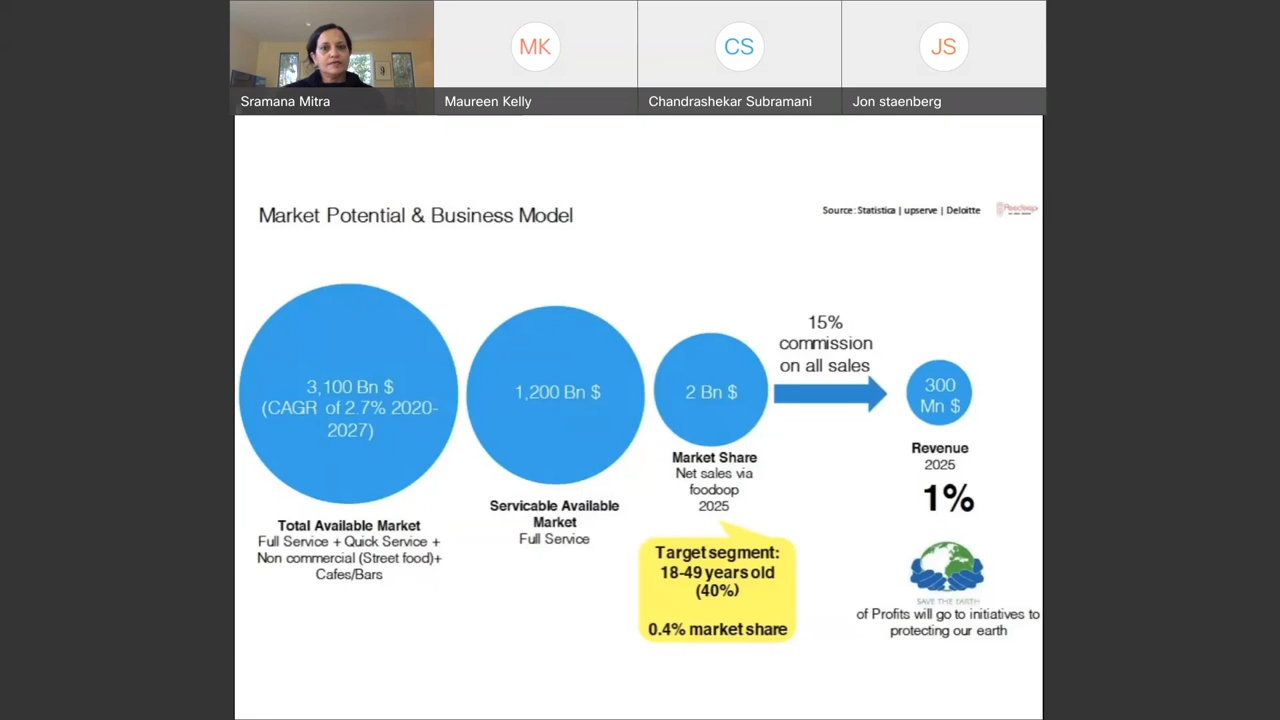 MK
CS
JS
Sramana Mitra
Maureen Kelly
Chandrashekar Subramani
Jon staenberg
Market Potential & Business Model
Source: Statistica | upserve | Deloitte
3,100 Bn $
(CAGR of 2.7% 2020-
2027)
1,200 Bn $
2 Bn $
15%
commission
on all sales
300
Mn $
Total Available Market
Full Service + Quick Service +
Non commercial (Street food)+
Cafes/Bars
Servicable Available
Market
Full Service
Market Share
Net sales via
foodoop
2025
Target segment:
18-49 years old
(40%)
0.4% market share
Revenue
2025
1%
SAVE THE EARTH
of Profits will go to initiatives to
protecting our earth